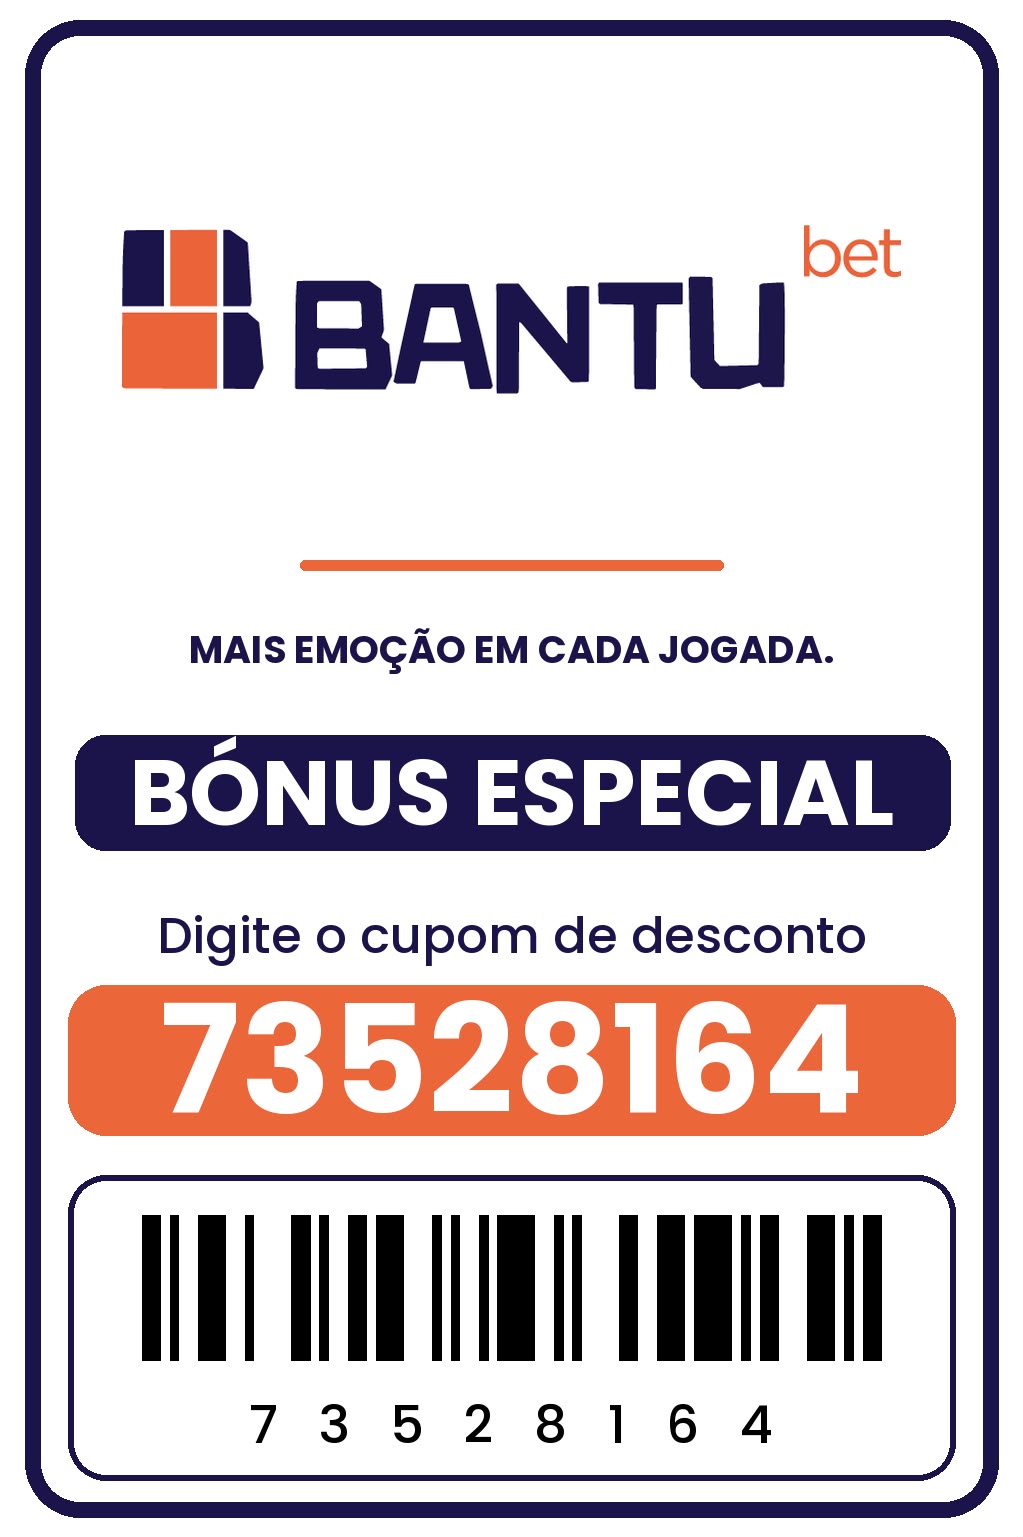 BANTU bet
MAIS EMOÇÃO EM CADA JOGADA.
BÓNUS ESPECIAL
Digite o cupom de desconto
73528164
7 3 5 2 8 1 6 4